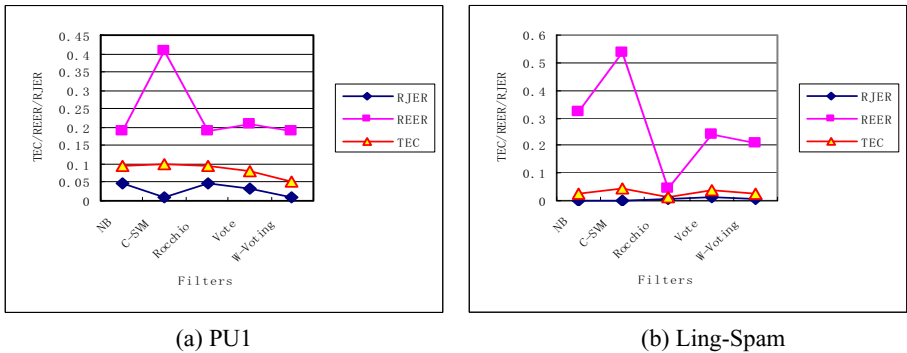 0.45
0.4
0.35
0.3
0.25
0.2
0.15
0.1
0.05
0
TEC/REER/RJER
NB
C-SVM
Rocchio
Vote
W-Voting
Filters
RJER
REER
TEC
(a) PU1
0.6
0.5
0.4
0.3
0.2
0.1
0
TEC/REER/RJER
NB
C-SVM
Rocchio
Vote
W-Voting
Filters
RJER
REER
TEC
(b) Ling-Spam